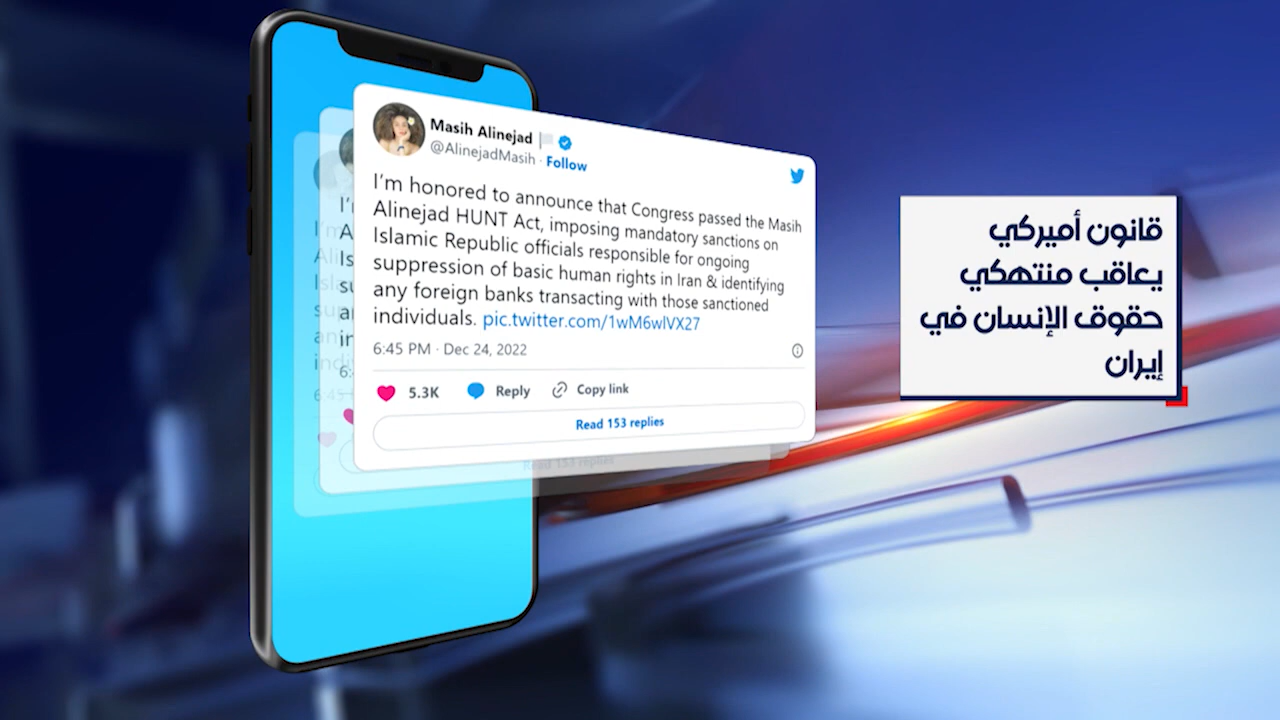 Masih Alinejad
@AlinejadMasih · Follow
I'm honored to announce that Congress passed the Masih
Alinejad HUNT Act, imposing mandatory sanctions on
Islamic Republic officials responsible for ongoing
suppression of basic human rights in Iran & identifying
any foreign banks transacting with those sanctioned
individuals. pic.twitter.com/1wM6wlVX27
6:45 PM · Dec 24, 2022
5.3K Reply Copy link
Read 153 replies
قانون أميركي
يعاقب منتهكي
حقوق الإنسان في
إيران